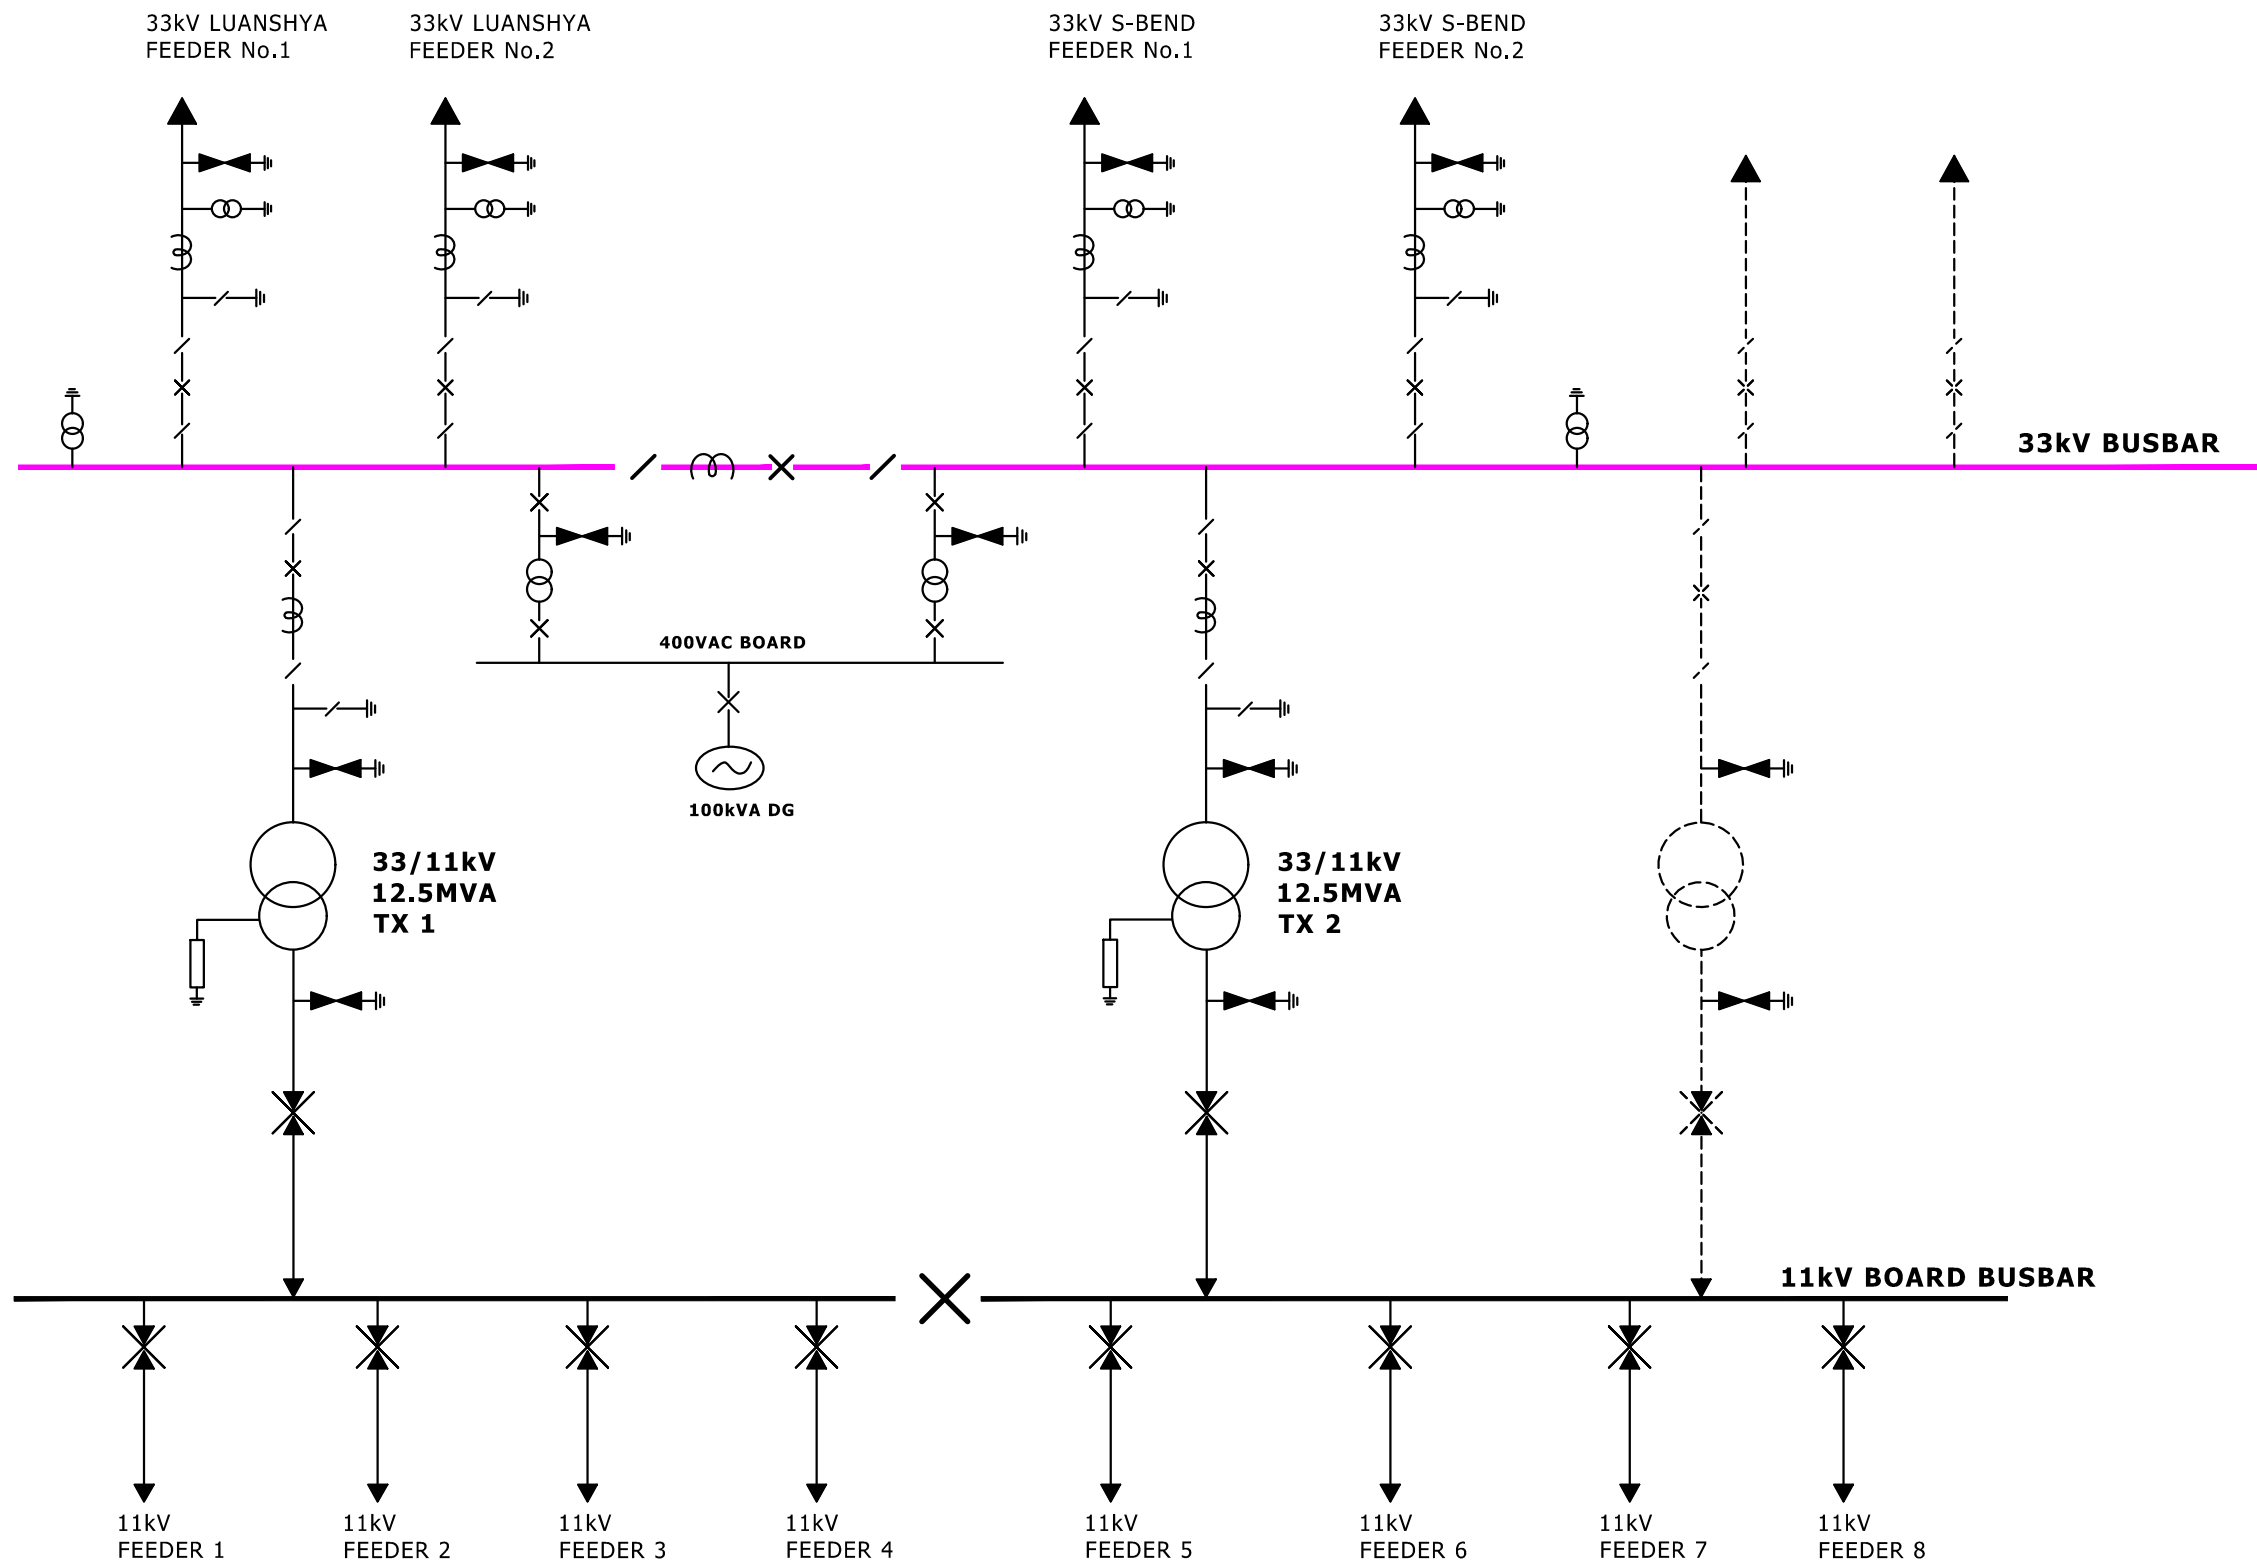 33kV LUANSHYA
FEEDER No.1
33kV LUANSHYA
FEEDER No.2
33kV S-BEND
FEEDER No.1
33kV S-BEND
FEEDER No.2
33kV BUSBAR
400VAC BOARD
100kVA DG
33/11kV
12.5MVA
TX 1
33/11kV
12.5MVA
TX 2
11kV BOARD BUSBAR
11kV
FEEDER 1
11kV
FEEDER 2
11kV
FEEDER 3
11kV
FEEDER 4
11kV
FEEDER 5
11kV
FEEDER 6
11kV
FEEDER 7
11kV
FEEDER 8